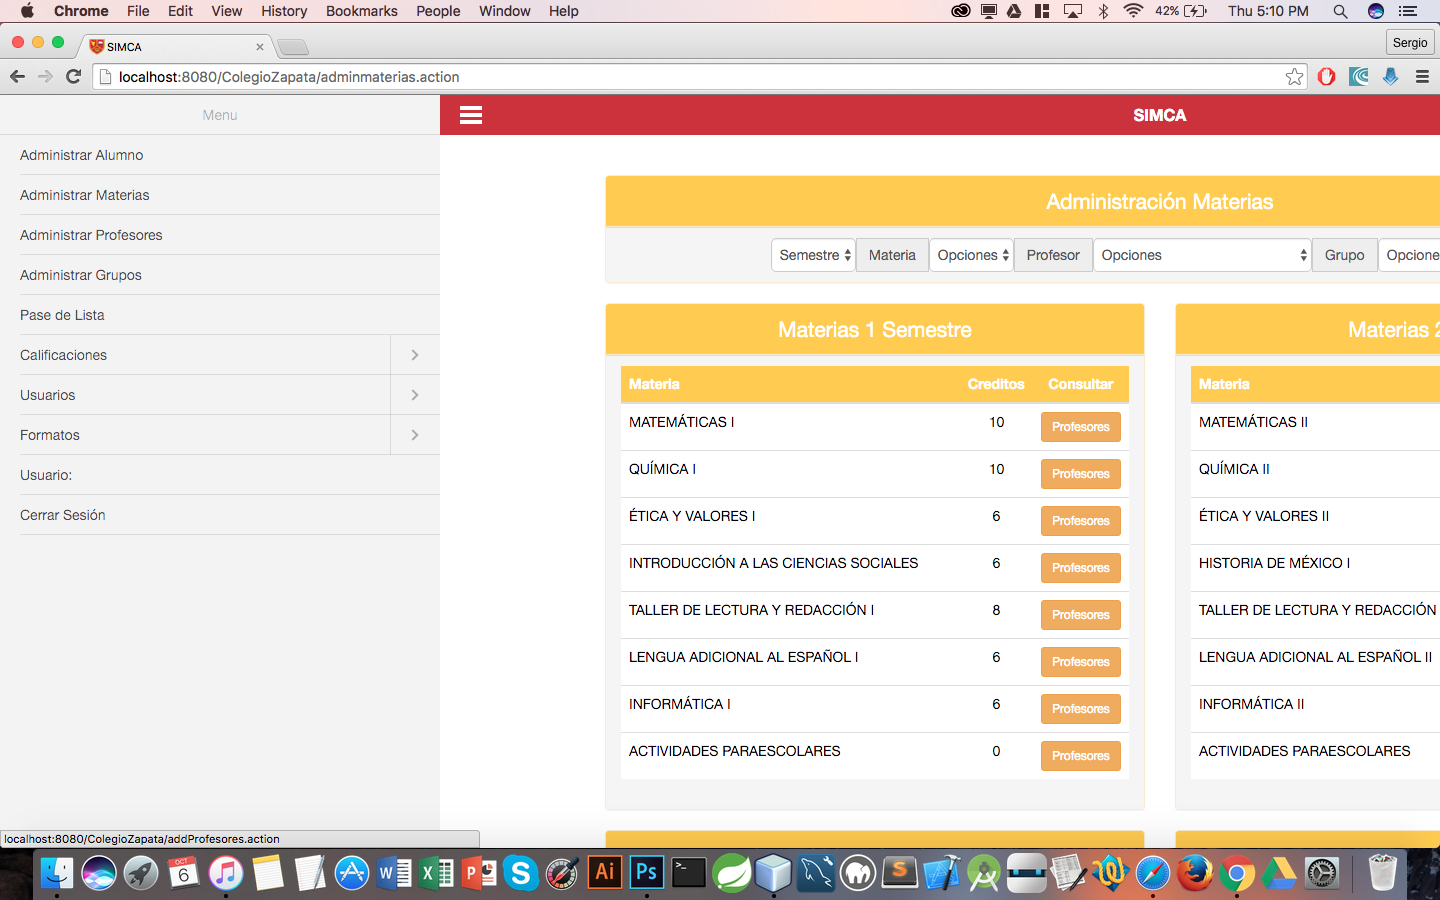 Chrome File Edit View History Bookmarks People Window Help 42% Thu 5:10 PM
SIMCA Sergio
localhost:8080/ColegioZapata/adminmaterias.action
Menu
Administrar Alumno
Administrar Materias
Administrar Profesores
Administrar Grupos
Pase de Lista
Calificaciones
Usuarios
Formatos
Usuario:
Cerrar Sesión
SIMCA
Administración Materias
Semestre Materia Opciones Profesor Opciones Grupo Opcione
Materias 1 Semestre
Materia Creditos Consultar
MATEMÁTICAS I 10 Profesores
QUÍMICA I 10 Profesores
ÉTICA Y VALORES I 6 Profesores
INTRODUCCIÓN A LAS CIENCIAS SOCIALES 6 Profesores
TALLER DE LECTURA Y REDACCIÓN I 8 Profesores
LENGUA ADICIONAL AL ESPAÑOL I 6 Profesores
INFORMÁTICA I 6 Profesores
ACTIVIDADES PARAESCOLARES 0 Profesores
Materias 2
Materia
MATEMÁTICAS II
QUÍMICA II
ÉTICA Y VALORES II
HISTORIA DE MÉXICO I
TALLER DE LECTURA Y REDACCIÓN
LENGUA ADICIONAL AL ESPAÑOL II
INFORMÁTICA II
ACTIVIDADES PARAESCOLARES
localhost:8080/ColegioZapata/addProfesores.action
OCT
6
Ai
Ps